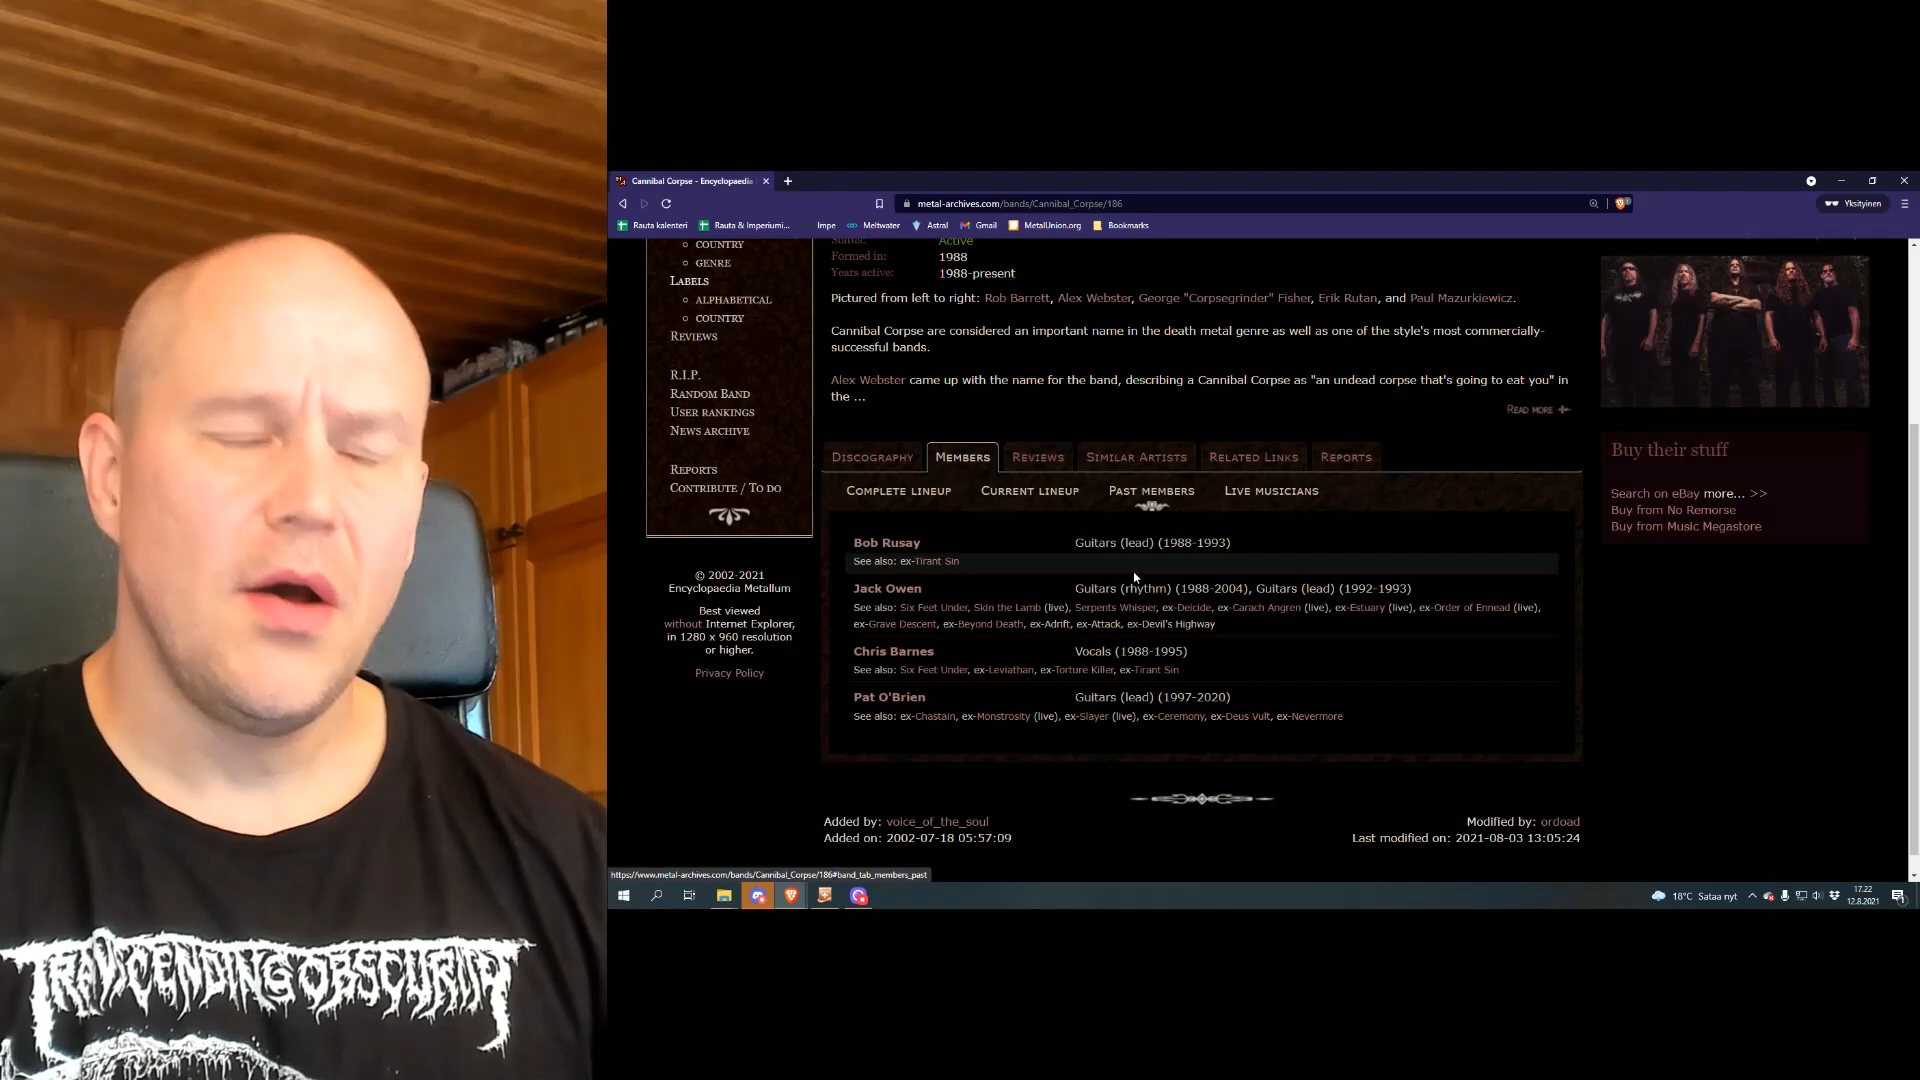 Cannibal Corpse - Encyclopaedia
metal-archives.com/bands/Cannibal_Corpse/186
Yksityinen
Rauta kalenteri
Rauta & Imperiumi...
Impe
Meltwater
Astral
Gmail
MetalUnion.org
Bookmarks
COUNTRY
GENRE
LABELS
ALPHABETICAL
COUNTRY
REVIEWS
R.I.P.
RANDOM BAND
USER RANKINGS
NEWS ARCHIVE
REPORTS
CONTRIBUTE / TO DO
© 2002-2021
Encyclopaedia Metallum
Best viewed
without Internet Explorer,
in 1280 x 960 resolution
or higher.
Privacy Policy
Status: Active
Formed in: 1988
Years active: 1988-present
Pictured from left to right: Rob Barrett, Alex Webster, George "Corpsegrinder" Fisher, Erik Rutan, and Paul Mazurkiewicz.
Cannibal Corpse are considered an important name in the death metal genre as well as one of the style's most commercially-
successful bands.
Alex Webster came up with the name for the band, describing a Cannibal Corpse as "an undead corpse that's going to eat you" in
the ...
READ MORE
DISCOGRAPHY
MEMBERS
REVIEWS
SIMILAR ARTISTS
RELATED LINKS
REPORTS
COMPLETE LINEUP
CURRENT LINEUP
PAST MEMBERS
LIVE MUSICIANS
Bob Rusay Guitars (lead) (1988-1993)
See also: ex-Tirant Sin
Jack Owen Guitars (rhythm) (1988-2004), Guitars (lead) (1992-1993)
See also: Six Feet Under, Skin the Lamb (live), Serpents Whisper, ex-Deicide, ex-Carach Angren (live), ex-Estuary (live), ex-Order of Ennead (live),
ex-Grave Descent, ex-Beyond Death, ex-Adrift, ex-Attack, ex-Devil's Highway
Chris Barnes Vocals (1988-1995)
See also: Six Feet Under, ex-Leviathan, ex-Torture Killer, ex-Tirant Sin
Pat O'Brien Guitars (lead) (1997-2020)
See also: ex-Chastain, ex-Monstrosity (live), ex-Slayer (live), ex-Ceremony, ex-Deus Vult, ex-Nevermore
Added by: voice_of_the_soul
Added on: 2002-07-18 05:57:09
Modified by: ordoad
Last modified on: 2021-08-03 13:05:24
Buy their stuff
Search on eBay more... >>
Buy from No Remorse
Buy from Music Megastore
https://www.metal-archives.com/bands/Cannibal_Corpse/186#band_tab_members_past
18°C Sataa nyt
17.22
12.8.2021
TRANSCENDING OBSCURITY